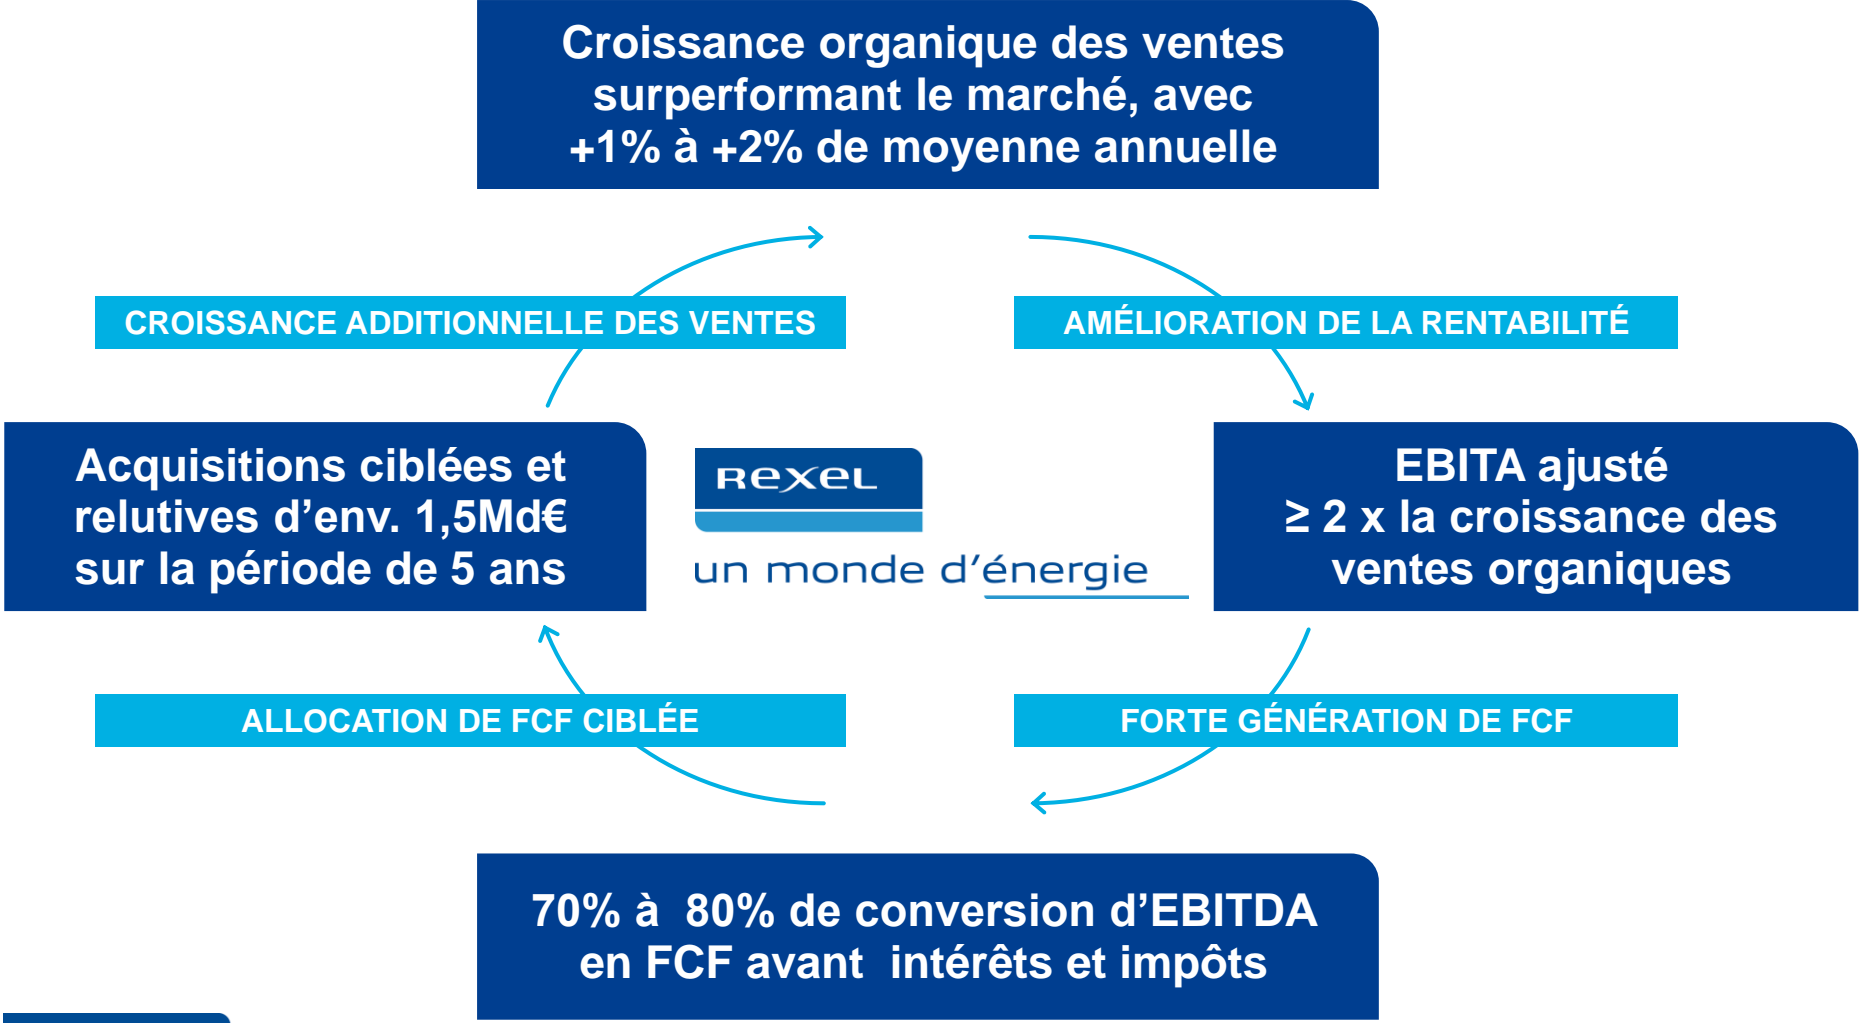 Croissance organique des ventes
surperformant le marché, avec
+1% à +2% de moyenne annuelle
CROISSANCE ADDITIONNELLE DES VENTES
AMÉLIORATION DE LA RENTABILITÉ
Acquisitions ciblées et
relutives d’env. 1,5Md€
sur la période de 5 ans
Rexel
un monde d’énergie
EBITA ajusté
≥ 2 x la croissance des
ventes organiques
ALLOCATION DE FCF CIBLÉE
FORTE GÉNÉRATION DE FCF
70% à  80% de conversion d’EBITDA
en FCF avant  intérêts et impôts